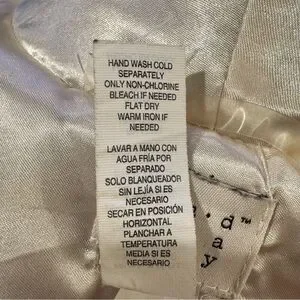 HAND WASH COLD
SEPARATELY
ONLY NON-CHLORINE
BLEACH IF NEEDED
FLAT DRY
WARM IRON IF
NEEDED
LAVAR A MANO CON
AGUA FRÍA POR
SEPARADO
SOLO BLANQUEADOR
SIN LEJÍA SI ES
NECESARIO
SECAR EN POSICIÓN
HORIZONTAL
PLANCHAR A
TEMPERATURA
MEDIA SI ES
NECESARIO